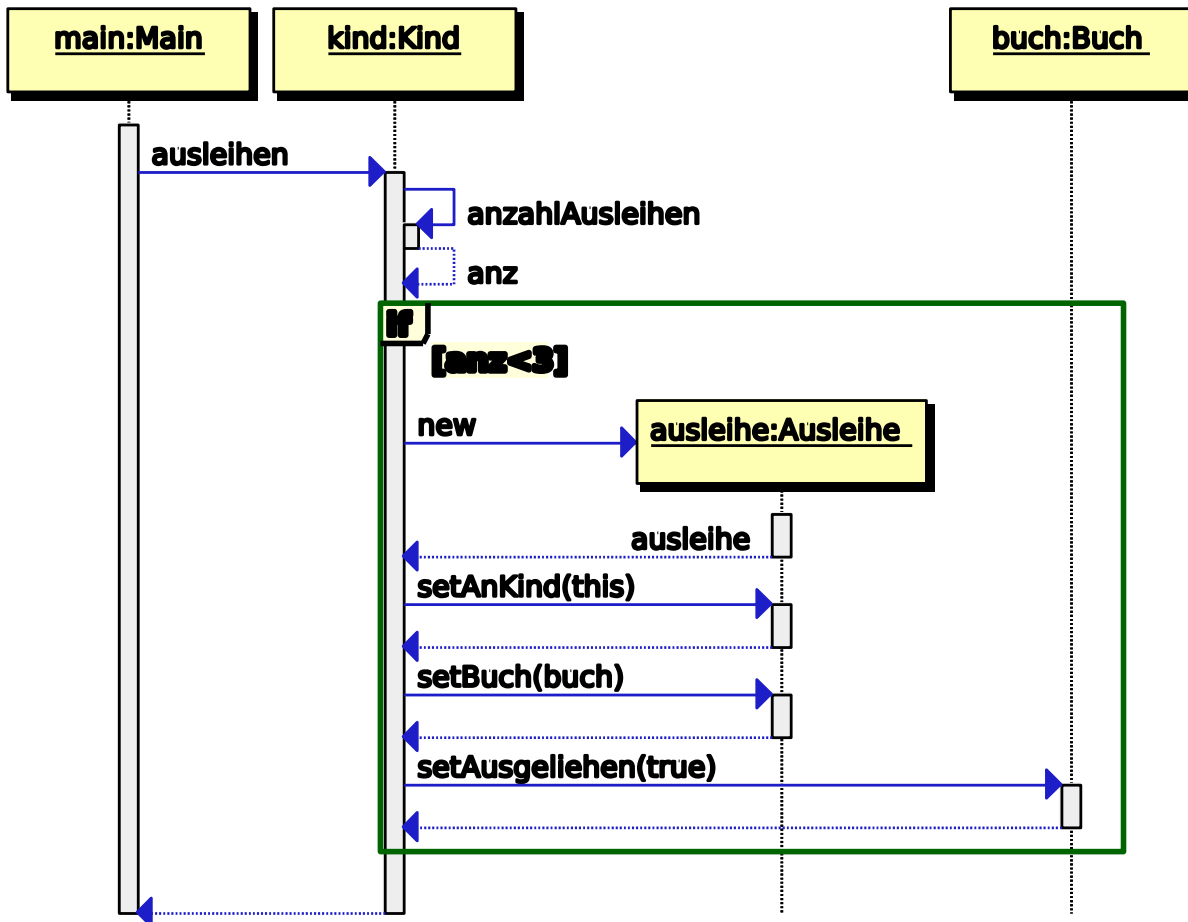 main:Main
kind:Kind
buch:Buch
ausleihen
anzahlAusleihen
anz
if
[anz<3]
new
ausleihe:Ausleihe
ausleihe
setAnKind(this)
setBuch(buch)
setAusgeliehen(true)